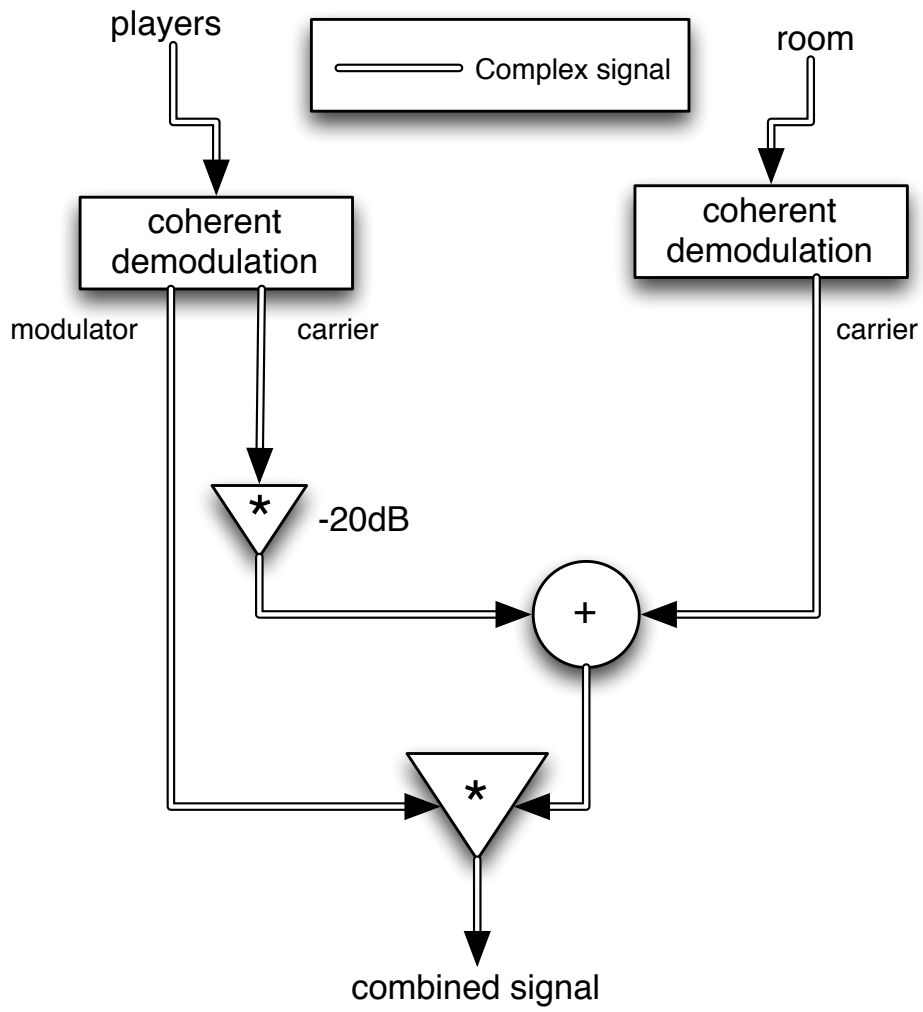 players
Complex signal
room
coherent
demodulation
coherent
demodulation
modulator
carrier
carrier
*
-20dB
+
*
combined signal